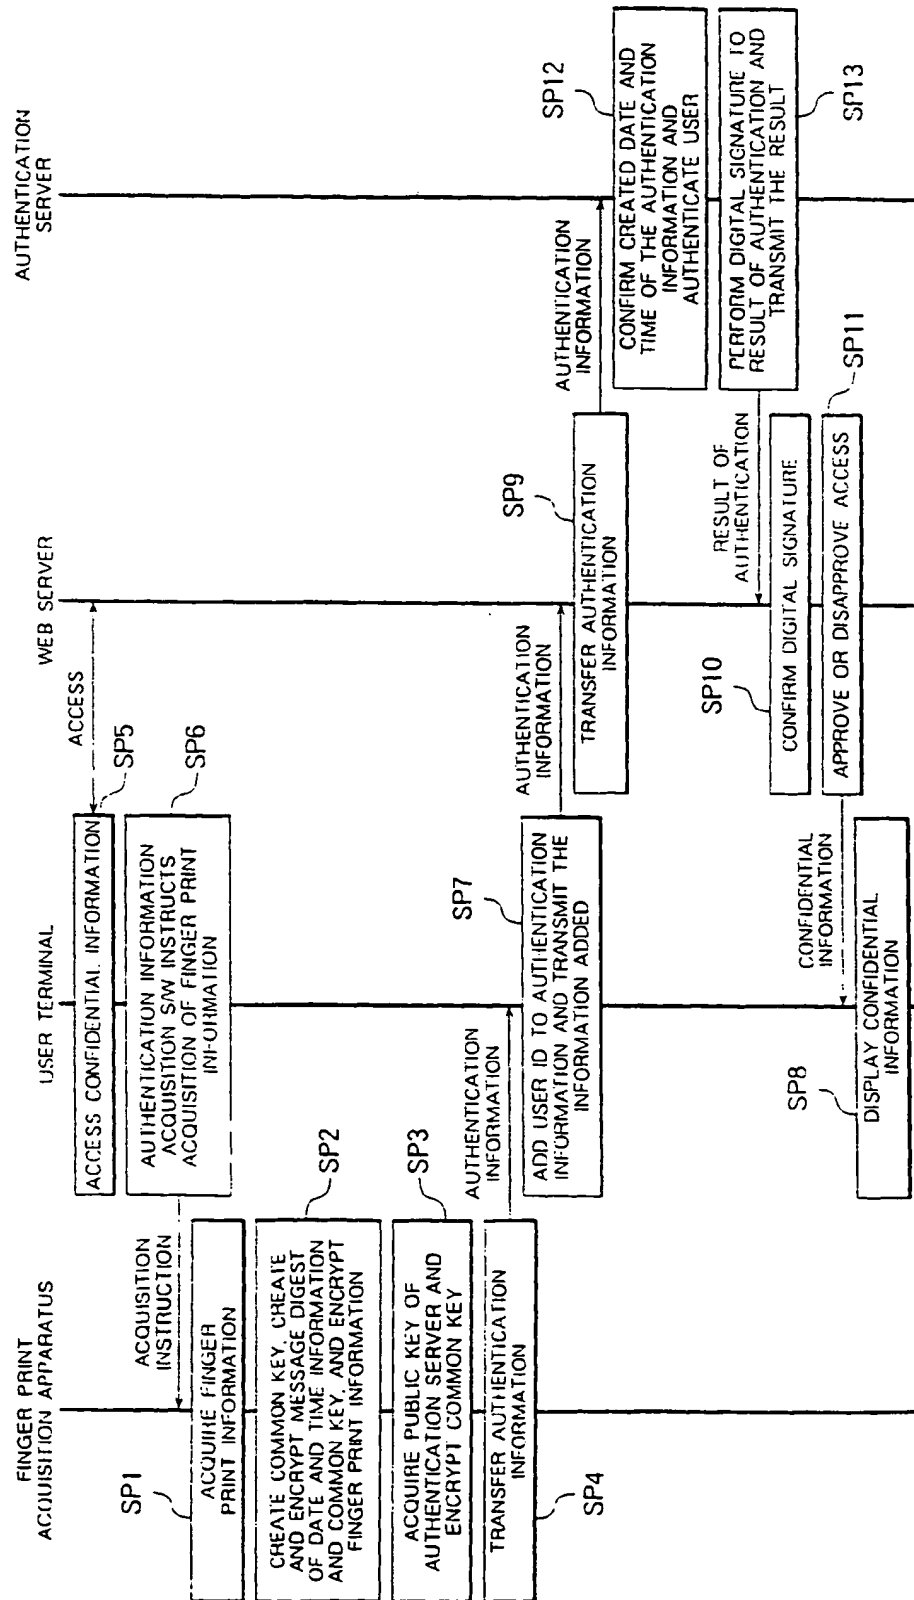 FINGER PRINT
ACQUISITION APPARATUS
USER TERMINAL
WEB SERVER
AUTHENTICATION
SERVER
ACCESS
ACCESS CONFIDENTIAL INFORMATION
SP5
AUTHENTICATION INFORMATION
ACQUISITION S/W INSTRUCTS
ACQUISITION OF FINGER PRINT
INFORMATION
SP6
ACQUISITION
INSTRUCTION
SP1
ACQUIRE FINGER
PRINT INFORMATION
CREATE COMMON KEY, CREATE
AND ENCRYPT MESSAGE DIGEST
OF DATE AND TIME INFORMATION
AND COMMON KEY, AND ENCRYPT
FINGER PRINT INFORMATION
SP2
ACQUIRE PUBLIC KEY OF
AUTHENTICATION SERVER AND
ENCRYPT COMMON KEY
SP3
TRANSFER AUTHENTICATION
INFORMATION
SP4
AUTHENTICATION
INFORMATION
SP7
ADD USER ID TO AUTHENTICATION
INFORMATION AND TRANSMIT THE
INFORMATION ADDED
AUTHENTICATION
INFORMATION
SP9
TRANSFER AUTHENTICATION
INFORMATION
AUTHENTICATION
INFORMATION
SP12
CONFIRM CREATED DATE AND
TIME OF THE AUTHENTICATION
INFORMATION AND
AUTHENTICATE USER
PERFORM DIGITAL SIGNATURE TO
RESULT OF AUTHENTICATION AND
TRANSMIT THE RESULT
SP13
RESULT OF
AUTHENTICATION
SP10
CONFIRM DIGITAL SIGNATURE
APPROVE OR DISAPPROVE ACCESS
SP11
CONFIDENTIAL
INFORMATION
SP8
DISPLAY CONFIDENTIAL
INFORMATION